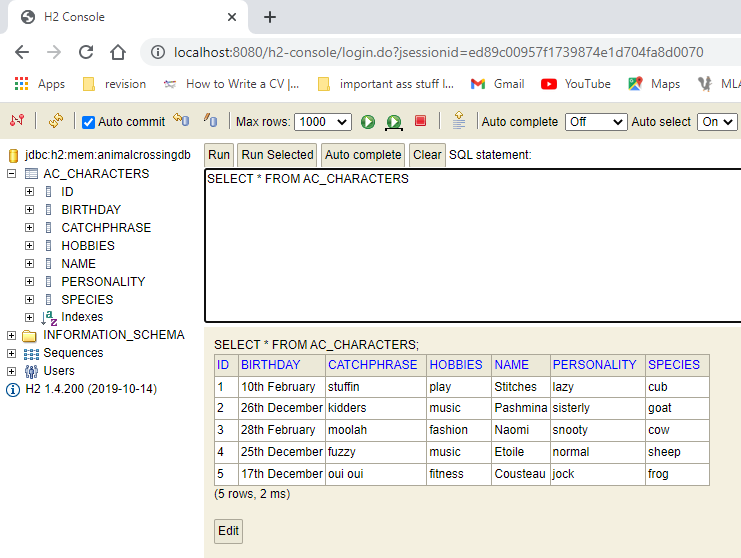 H2 Console
localhost:8080/h2-console/login.do?jsessionid=ed89c00957f1739874e1d704fa8d0070
Apps revision How to Write a CV |... important ass stuff I... Gmail YouTube Maps MLA
Auto commit Max rows: 1000 Auto complete Off Auto select On
jdbc:h2:mem:animalcrossingdb
AC_CHARACTERS
ID
BIRTHDAY
CATCHPHRASE
HOBBIES
NAME
PERSONALITY
SPECIES
Indexes
INFORMATION_SCHEMA
Sequences
Users
H2 1.4.200 (2019-10-14)
Run Run Selected Auto complete Clear SQL statement:
SELECT * FROM AC_CHARACTERS
SELECT * FROM AC_CHARACTERS;
ID BIRTHDAY CATCHPHRASE HOBBIES NAME PERSONALITY SPECIES
1 10th February stuffin play Stitches lazy cub
2 26th December kidders music Pashmina sisterly goat
3 28th February moolah fashion Naomi snooty cow
4 25th December fuzzy music Etoile normal sheep
5 17th December oui oui fitness Cousteau jock frog
(5 rows, 2 ms)
Edit